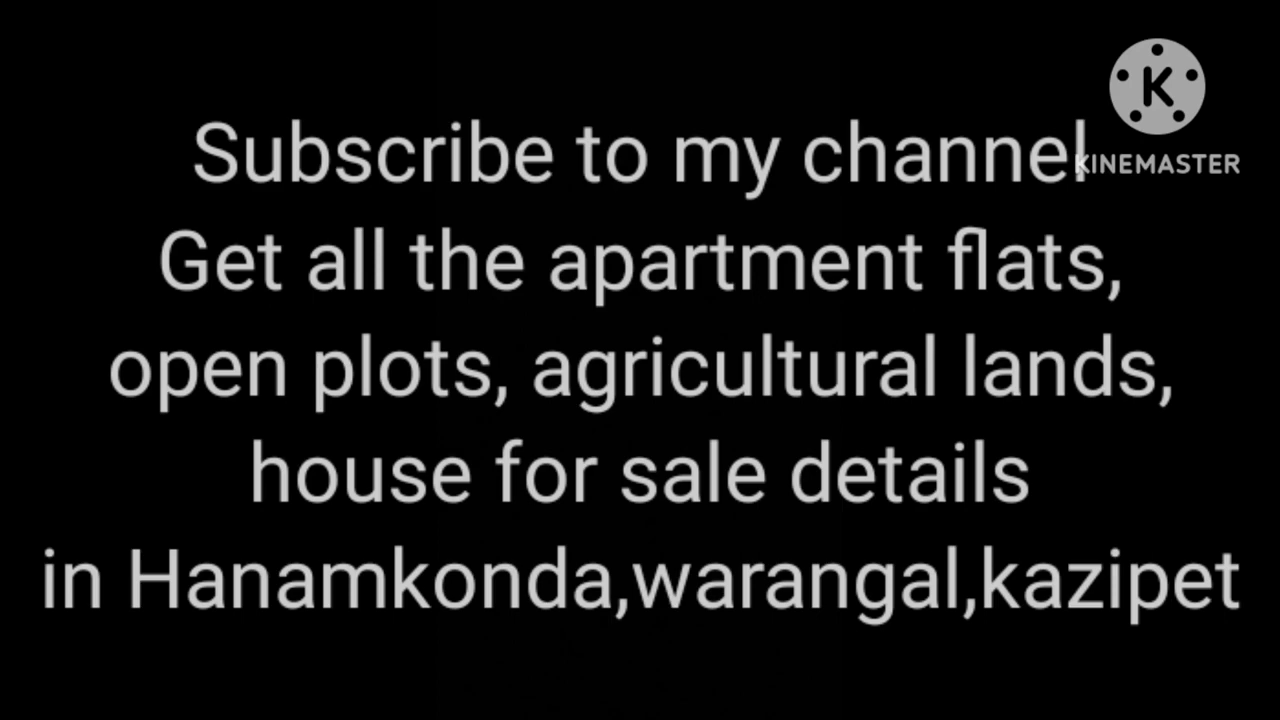 Subscribe to my channel
KINEMASTER
Get all the apartment flats,
open plots, agricultural lands,
house for sale details
in Hanamkonda,warangal,kazipet